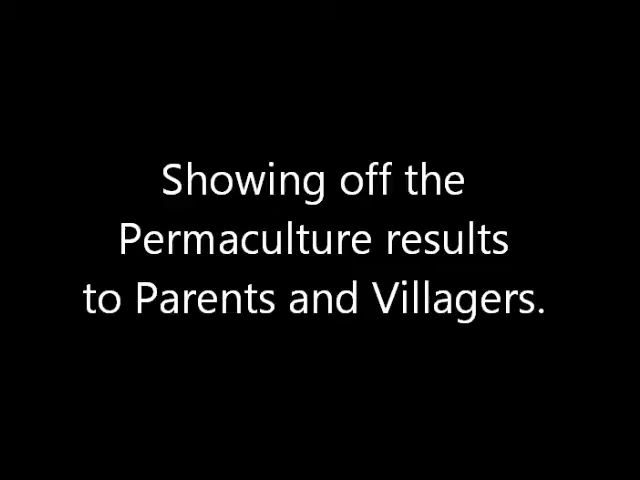 Showing off the
Permaculture results
to Parents and Villagers.